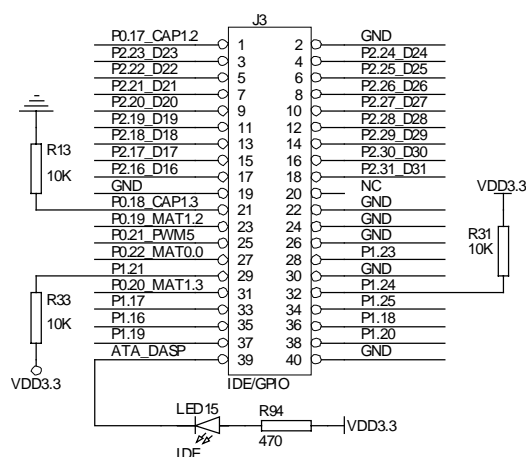 J3
P0.17_CAP1.2 1 2 GND
P2.23_D23 3 4 P2.24_D24
P2.22_D22 5 6 P2.25_D25
P2.21_D21 7 8 P2.26_D26
P2.20_D20 9 10 P2.27_D27
P2.19_D19 11 12 P2.28_D28
P2.18_D18 13 14 P2.29_D29
P2.17_D17 15 16 P2.30_D30
P2.16_D16 17 18 P2.31_D31
GND 19 20 NC
P0.18_CAP1.3 21 22 GND
P0.19_MAT1.2 23 24 GND
P0.21_PWM5 25 26 GND
P0.22_MAT0.0 27 28 P1.23
P1.21 29 30 GND
P0.20_MAT1.3 31 32 P1.24
P1.17 33 34 P1.25
P1.16 35 36 P1.18
P1.19 37 38 P1.20
ATA_DASP 39 40 GND
IDE/GPIO
R13
10K
R33
10K
VDD3.3
VDD3.3
R31
10K
LED15
IDE
R94
470
VDD3.3